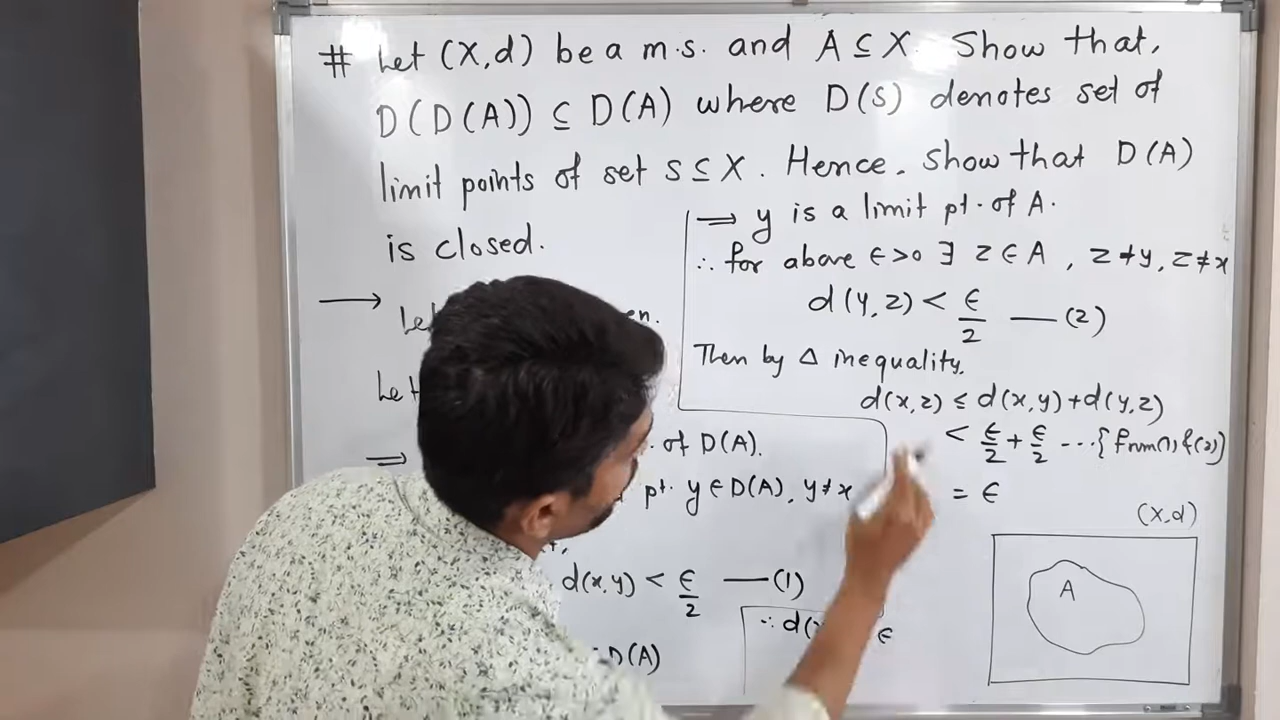 # Let (X,d) be a m.s. and A ⊆ X. Show that,
D(D(A)) ⊆ D(A) where D(S) denotes set of
limit points of set S ⊆ X. Hence, show that D(A)
is closed.
→ Let
Let
⇒ of D(A).
pt. y ∈ D(A), y ≠ x
d(x,y) < ε/2 —(1)
D(A)
⇒ y is a limit pt. of A.
∴ for above ε>0 ∃ z ∈ A, z ≠ y, z ≠ x
d(y,z) < ε/2 —(2)
Then by Δ inequality,
d(x,z) ≤ d(x,y)+d(y,z)
< ε/2 + ε/2 ---{from(1)&(2)}
= ε
∴ d( ε
(X,d)
A